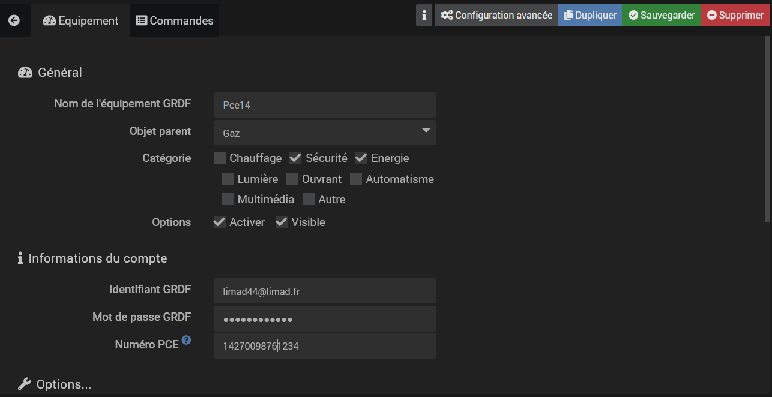 Equipement Commandes Configuration avancée Dupliquer Sauvegarder Supprimer
Général
Nom de l'équipement GRDF Pce14
Objet parent Gaz
Catégorie Chauffage Sécurité Energie
Lumière Ouvrant Automatisme
Multimédia Autre
Options Activer Visible
Informations du compte
Identifiant GRDF limad44@limad.fr
Mot de passe GRDF ••••••••••••
Numéro PCE ? 14270098761234
Options...